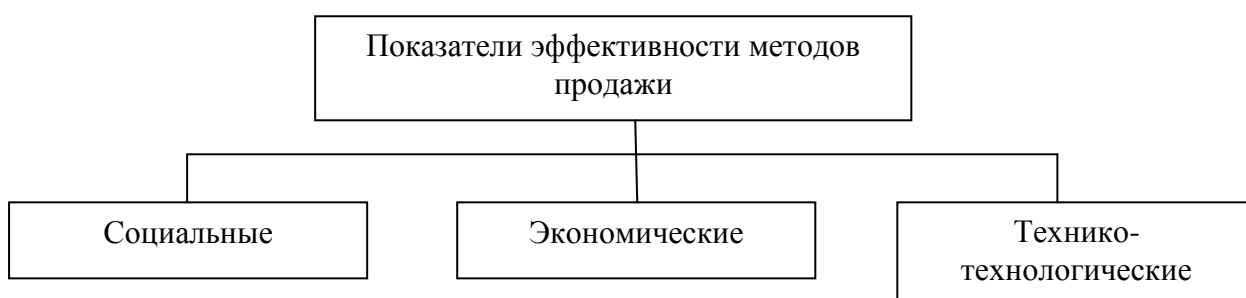 Показатели эффективности методов
продажи
Социальные
Экономические
Технико-
технологические